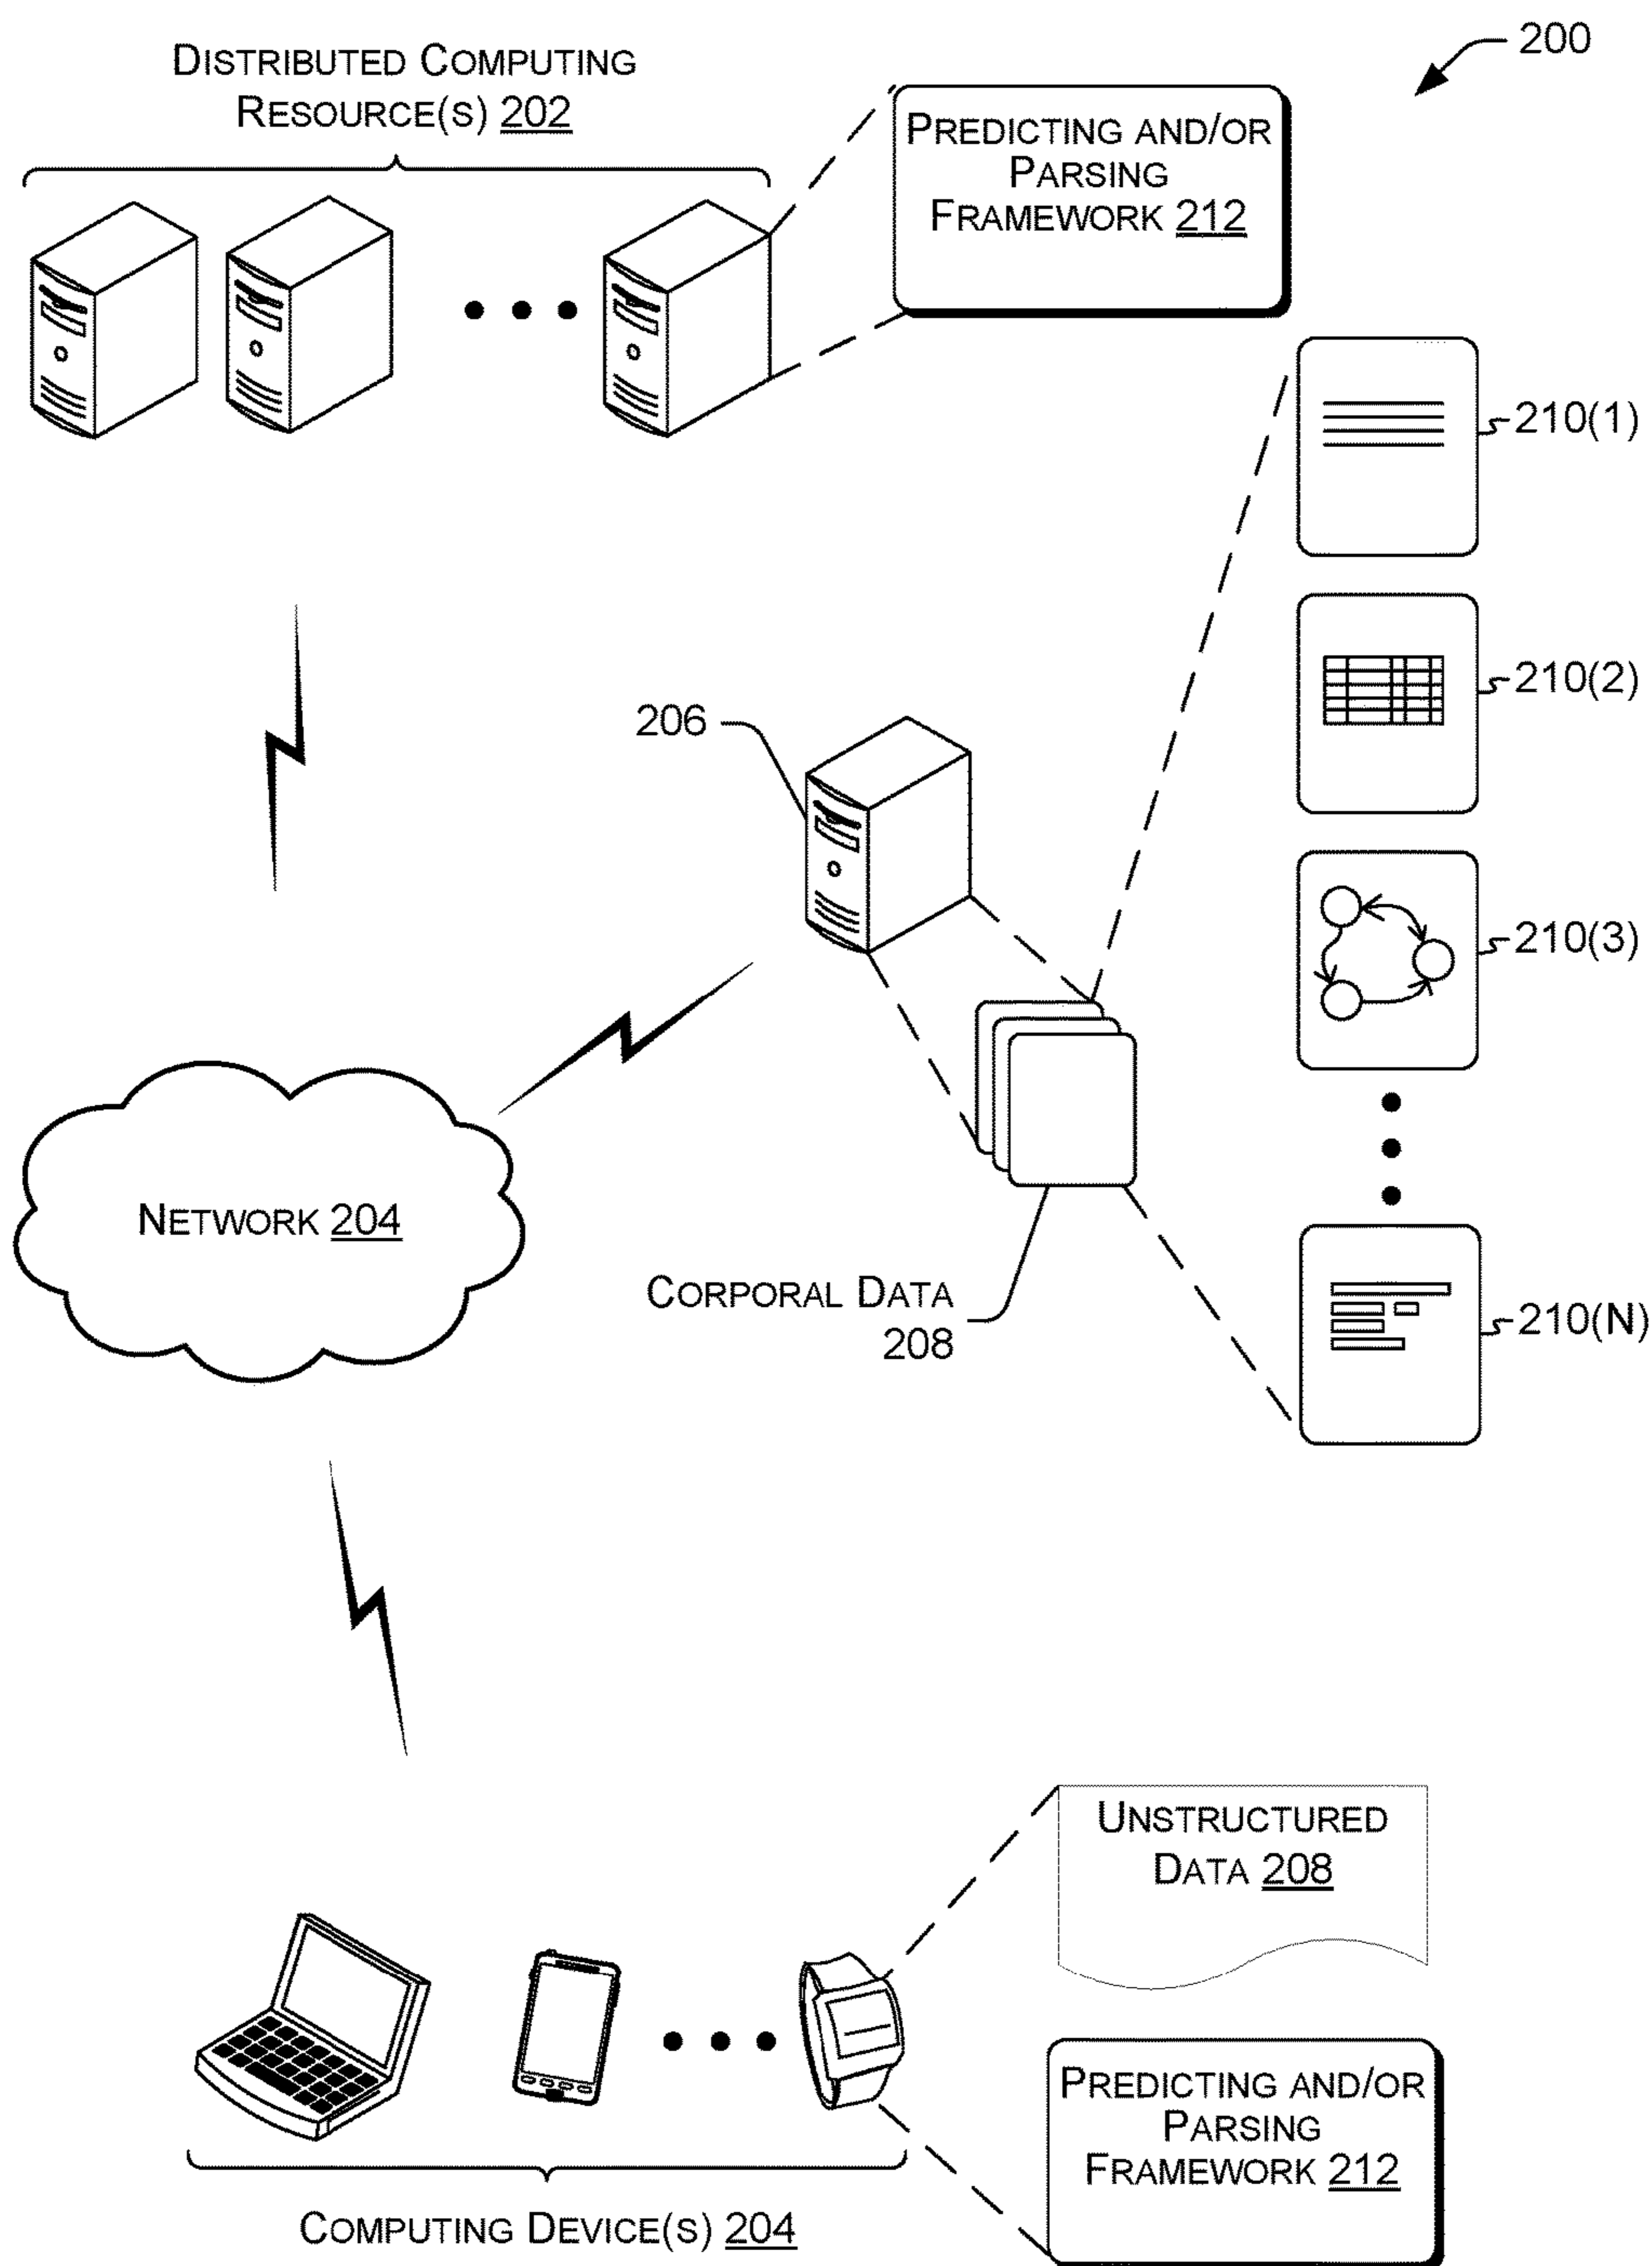 200
DISTRIBUTED COMPUTING
RESOURCE(S) 202
PREDICTING AND/OR
PARSING
FRAMEWORK 212
210(1)
210(2)
206
210(3)
NETWORK 204
CORPORAL DATA
208
210(N)
UNSTRUCTURED
DATA 208
PREDICTING AND/OR
PARSING
FRAMEWORK 212
COMPUTING DEVICE(S) 204